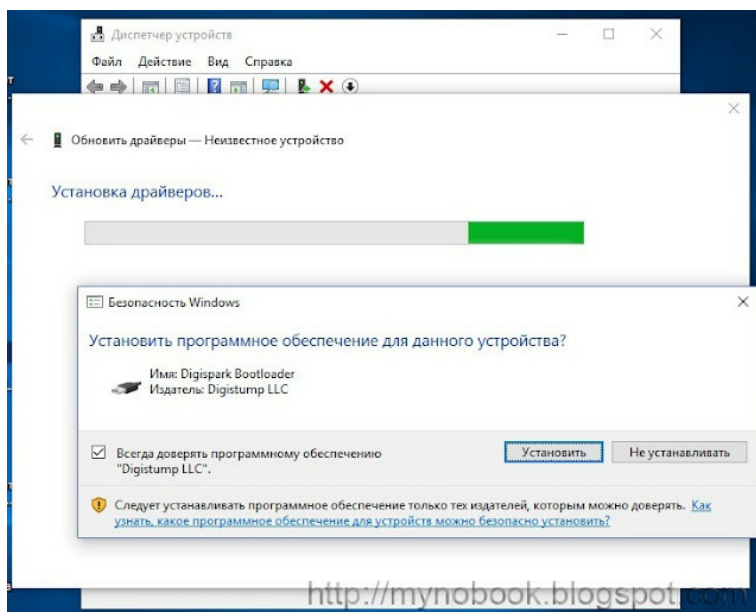 Диспетчер устройств
Файл Действие Вид Справка
Обновить драйверы — Неизвестное устройство
Установка драйверов...
Безопасность Windows
Установить программное обеспечение для данного устройства?
Имя: Digispark Bootloader
Издатель: Digistump LLC
Всегда доверять программному обеспечению
"Digistump LLC".
Установить
Не устанавливать
Следует устанавливать программное обеспечение только тех издателей, которым можно доверять. Как
узнать, какое программное обеспечение для устройств можно безопасно установить?
http://mynobook.blogspot.com